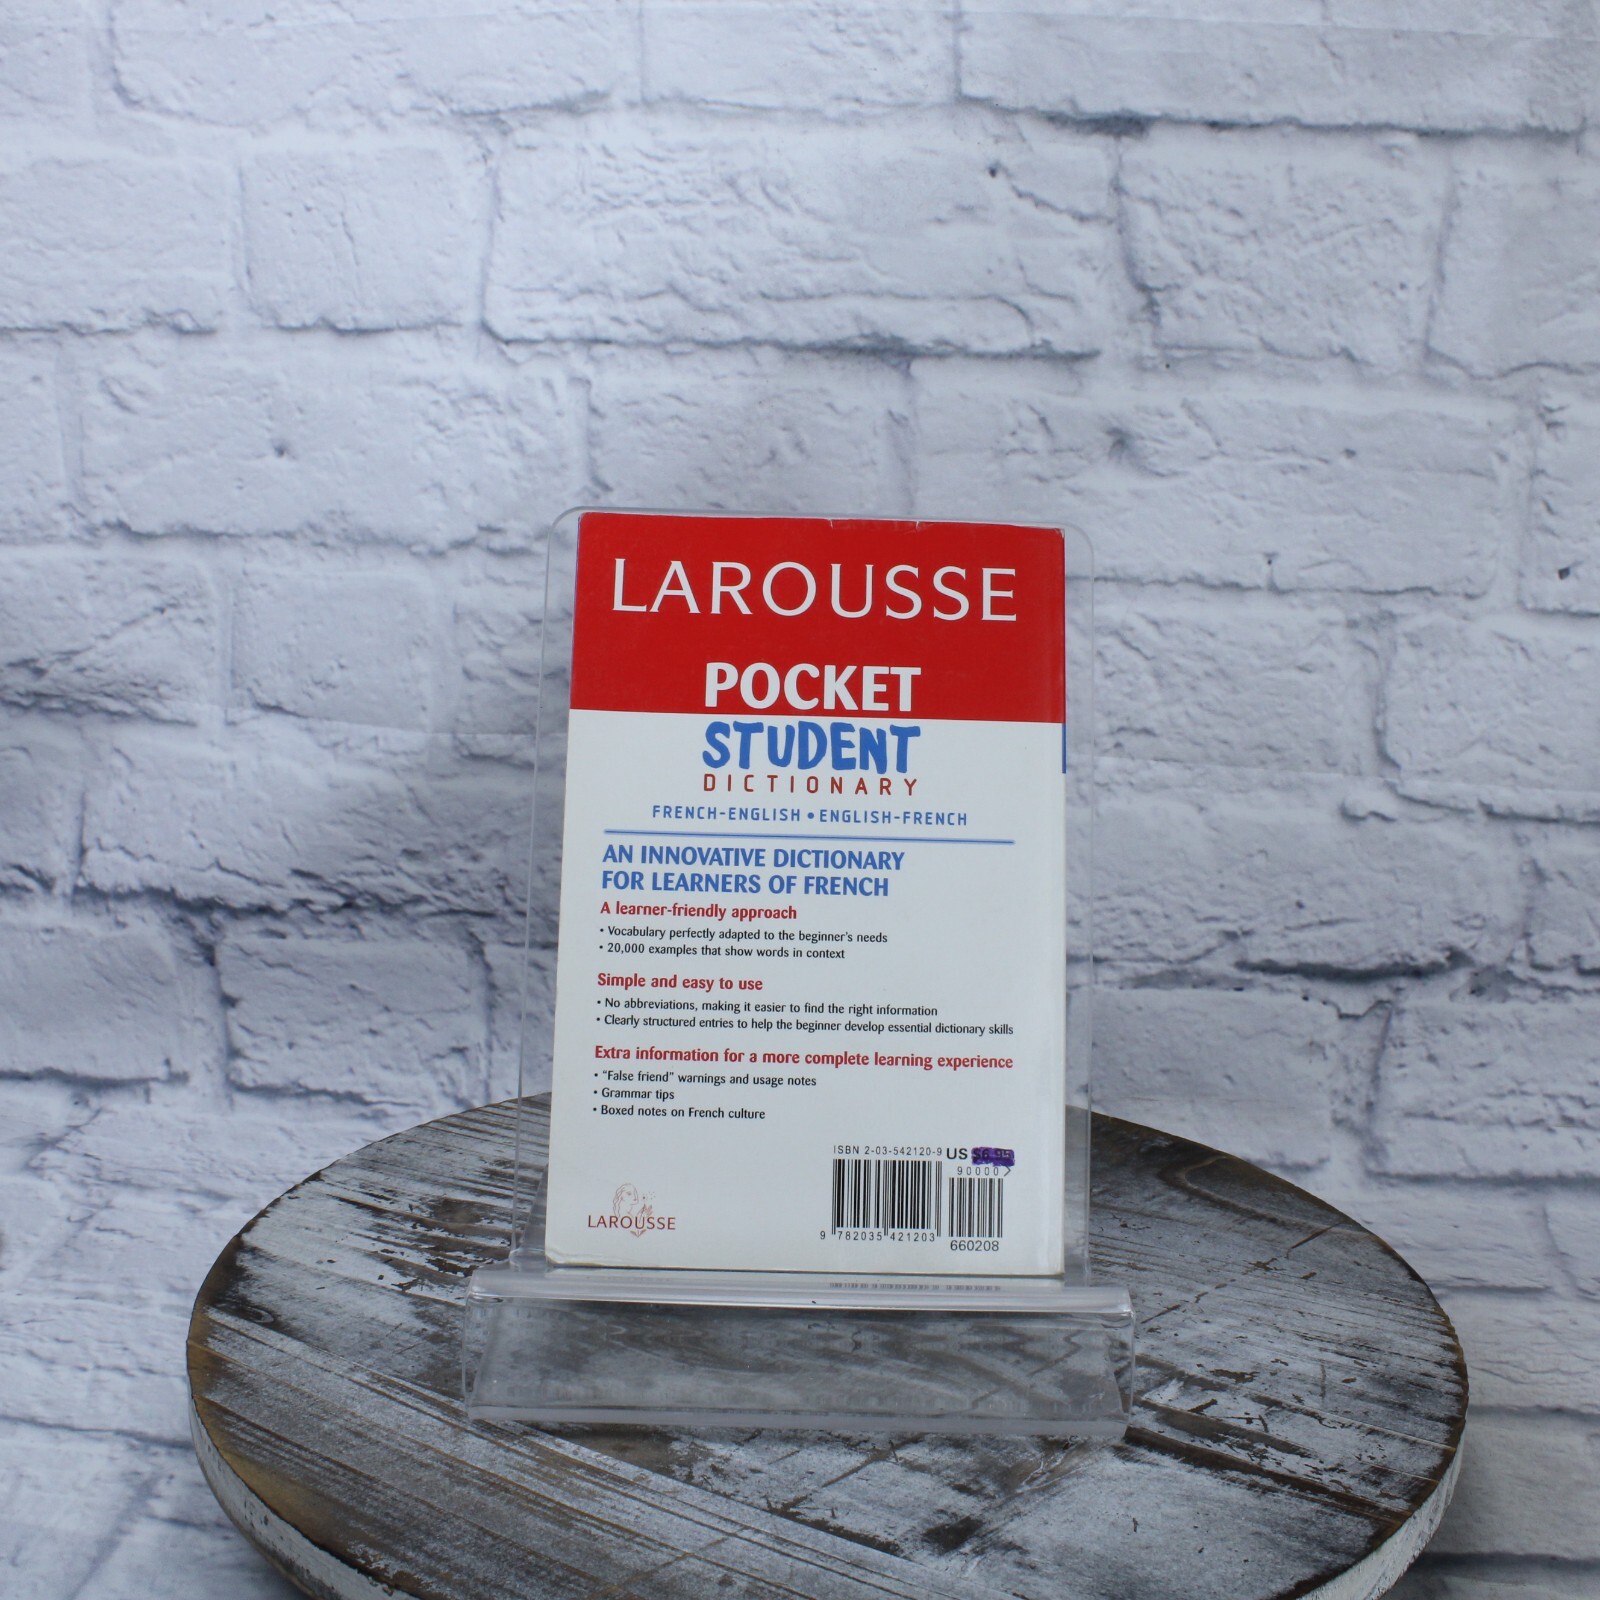 LAROUSSE
POCKET
STUDENT
DICTIONARY
FRENCH-ENGLISH • ENGLISH-FRENCH
AN INNOVATIVE DICTIONARY
FOR LEARNERS OF FRENCH
A learner-friendly approach
• Vocabulary perfectly adapted to the beginner's needs
• 20,000 examples that show words in context
Simple and easy to use
• No abbreviations, making it easier to find the right information
• Clearly structured entries to help the beginner develop essential dictionary skills
Extra information for a more complete learning experience
• "False friend" warnings and usage notes
• Grammar tips
• Boxed notes on French culture
ISBN 2-03-542120-9 US
90000>
9 782035 421203
660208
LAROUSSE